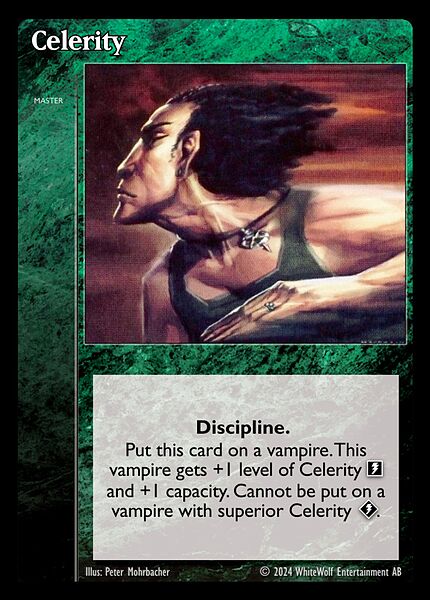 Celerity
MASTER
Discipline.
Put this card on a vampire. This
vampire gets +1 level of Celerity
and +1 capacity. Cannot be put on a
vampire with superior Celerity .
Illus: Peter Mohrbacher
© 2024 WhiteWolf Entertainment AB